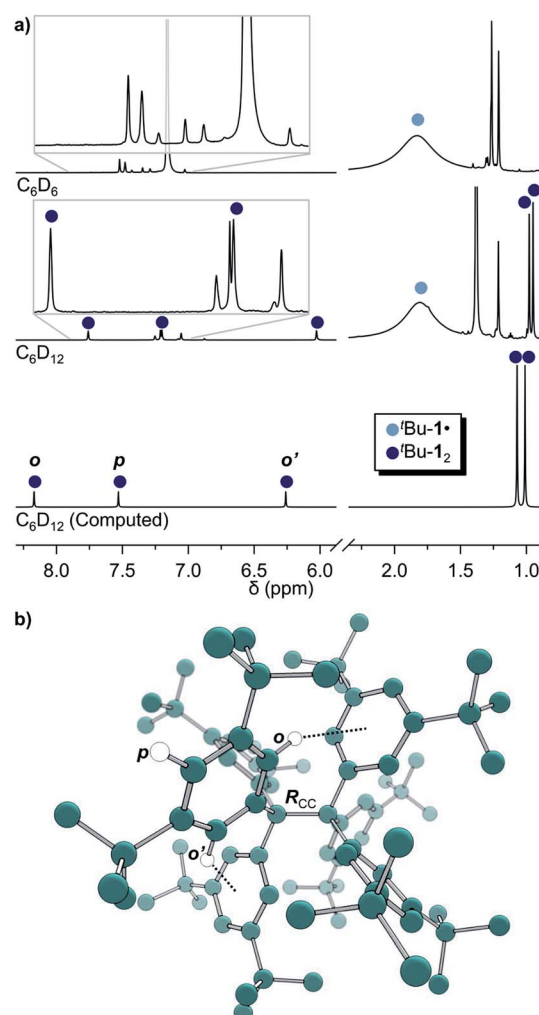 a)
C6D6
C6D12
o p o'
tBu-1•
tBu-12
C6D12 (Computed)
8.0 7.5 7.0 6.5 6.0 2.0 1.5 1.0
δ (ppm)
b)
o
p
RCC
o'